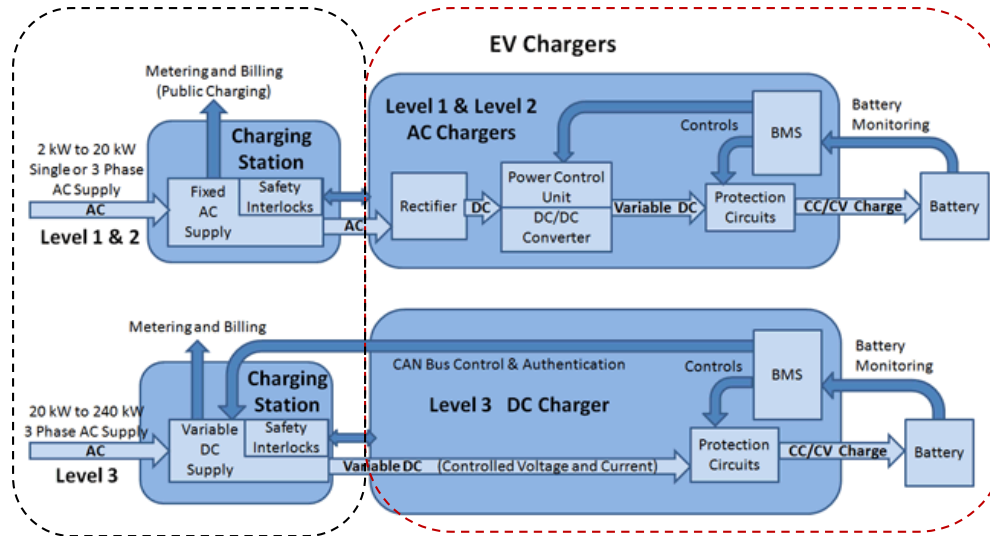 EV Chargers
Metering and Billing
(Public Charging)
Charging
Station
2 kW to 20 kW
Single or 3 Phase
AC Supply
AC
Level 1 & 2
Fixed
AC
Supply
Safety
Interlocks
AC
Level 1 & Level 2
AC Chargers
Rectifier
DC
Power Control
Unit
DC/DC
Converter
Variable DC
Controls
BMS
Protection
Circuits
CC/CV Charge
Battery
Monitoring
Battery
Metering and Billing
Charging
Station
20 kW to 240 kW
3 Phase AC Supply
AC
Level 3
Variable
DC
Supply
Safety
Interlocks
CAN Bus Control & Authentication
Level 3 DC Charger
Variable DC (Controlled Voltage and Current)
Controls
BMS
Protection
Circuits
CC/CV Charge
Battery
Monitoring
Battery